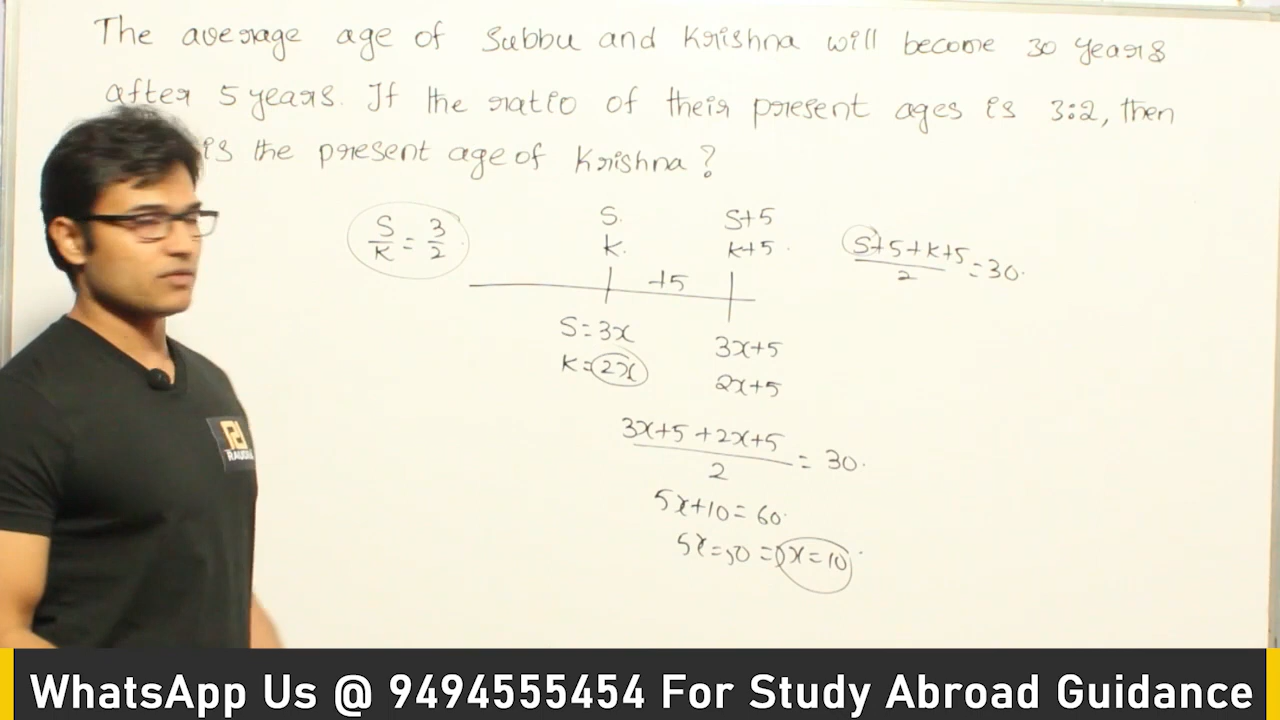 The average age of Subbu and Krishna will become 30 years
after 5 years. If the ratio of their present ages is 3:2, then
is the present age of Krishna?
S/K = 3/2
S.
K.
S+5
K+5
+5
(S+5+K+5)/2 = 30.
S=3x
K=2x
3x+5
2x+5
(3x+5+2x+5)/2 = 30.
5x+10=60.
5x=50 => x=10
WhatsApp Us @ 9494555454 For Study Abroad Guidance